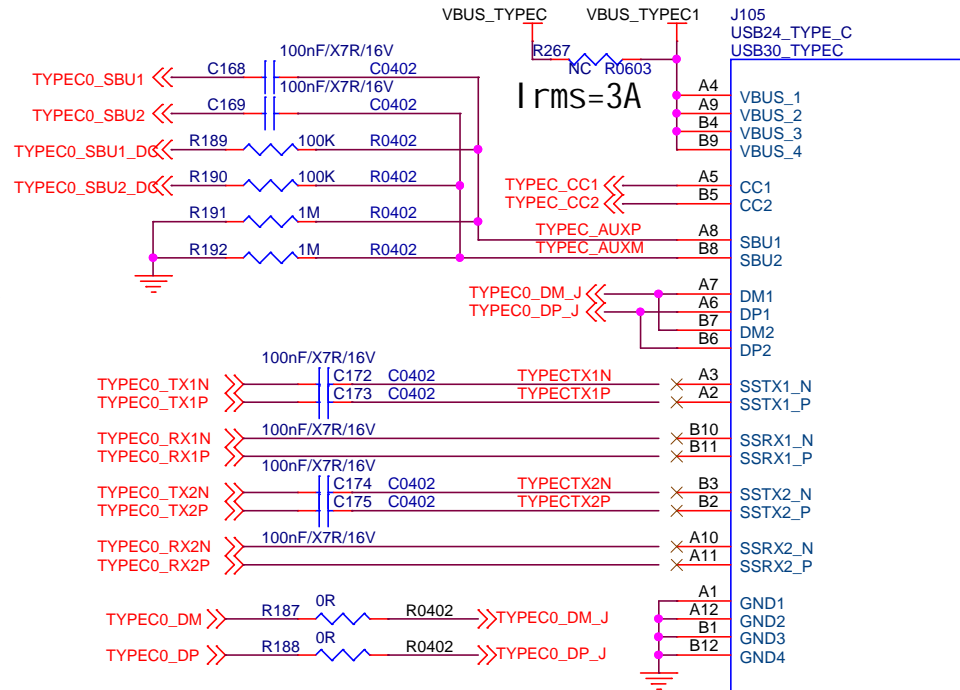 VBUS_TYPEC VBUS_TYPEC1 J105
USB24_TYPE_C
USB30_TYPEC
R267 NC R0603
Irms=3A
100nF/X7R/16V
TYPEC0_SBU1 C168 C0402
100nF/X7R/16V
TYPEC0_SBU2 C169 C0402
TYPEC0_SBU1_DC R189 100K R0402
TYPEC0_SBU2_DC R190 100K R0402
R191 1M R0402
R192 1M R0402
A4 VBUS_1
A9 VBUS_2
B4 VBUS_3
B9 VBUS_4
TYPEC_CC1 A5 CC1
TYPEC_CC2 B5 CC2
TYPEC_AUXP A8 SBU1
TYPEC_AUXM B8 SBU2
TYPEC0_DM_J A7 DM1
TYPEC0_DP_J A6 DP1
B7 DM2
B6 DP2
100nF/X7R/16V
TYPEC0_TX1N C172 C0402 TYPECTX1N A3 SSTX1_N
TYPEC0_TX1P C173 C0402 TYPECTX1P A2 SSTX1_P
100nF/X7R/16V
TYPEC0_RX1N B10 SSRX1_N
TYPEC0_RX1P B11 SSRX1_P
100nF/X7R/16V
TYPEC0_TX2N C174 C0402 TYPECTX2N B3 SSTX2_N
TYPEC0_TX2P C175 C0402 TYPECTX2P B2 SSTX2_P
100nF/X7R/16V
TYPEC0_RX2N A10 SSRX2_N
TYPEC0_RX2P A11 SSRX2_P
A1 GND1
A12 GND2
B1 GND3
B12 GND4
TYPEC0_DM R187 0R R0402 TYPEC0_DM_J
TYPEC0_DP R188 0R R0402 TYPEC0_DP_J